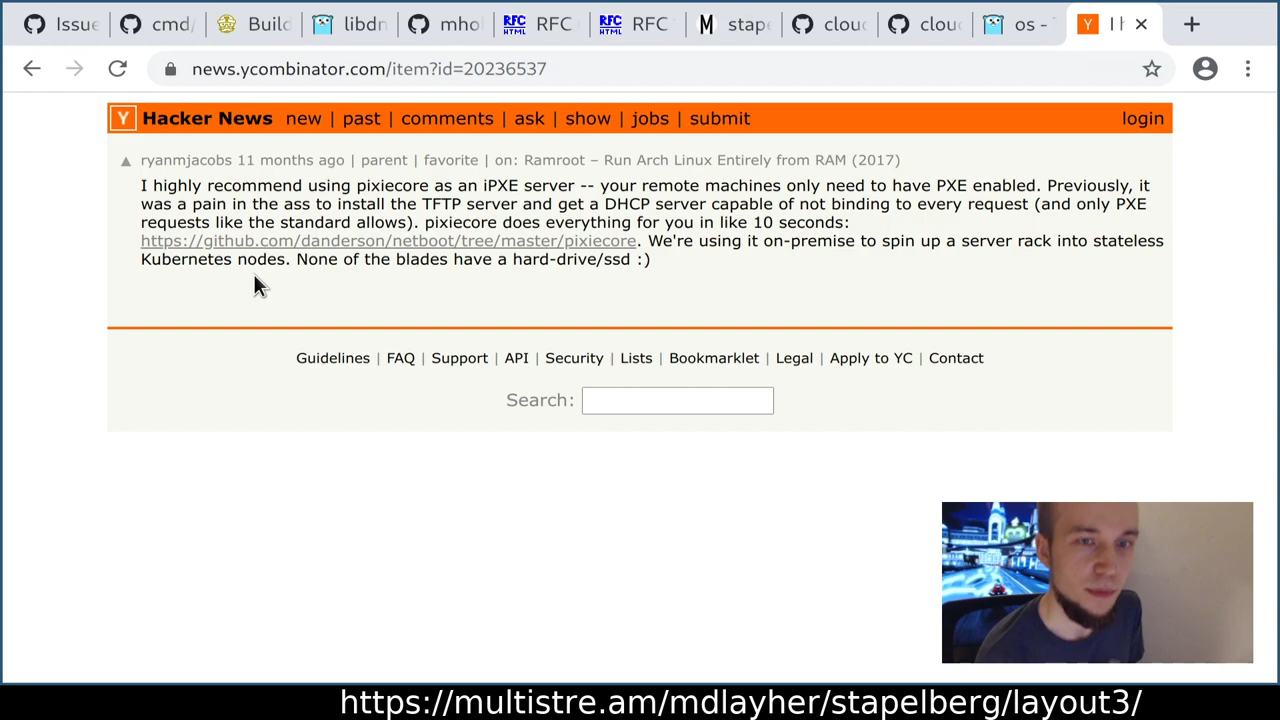 Issue cmd/ Build libdn mho RFC RFC stape cloud clou os - I h
news.ycombinator.com/item?id=20236537
Y Hacker News new | past | comments | ask | show | jobs | submit login
ryanmjacobs 11 months ago | parent | favorite | on: Ramroot – Run Arch Linux Entirely from RAM (2017)
I highly recommend using pixiecore as an iPXE server -- your remote machines only need to have PXE enabled. Previously, it
was a pain in the ass to install the TFTP server and get a DHCP server capable of not binding to every request (and only PXE
requests like the standard allows). pixiecore does everything for you in like 10 seconds:
https://github.com/danderson/netboot/tree/master/pixiecore. We're using it on-premise to spin up a server rack into stateless
Kubernetes nodes. None of the blades have a hard-drive/ssd :)
Guidelines | FAQ | Support | API | Security | Lists | Bookmarklet | Legal | Apply to YC | Contact
Search:
https://multistre.am/mdlayher/stapelberg/layout3/